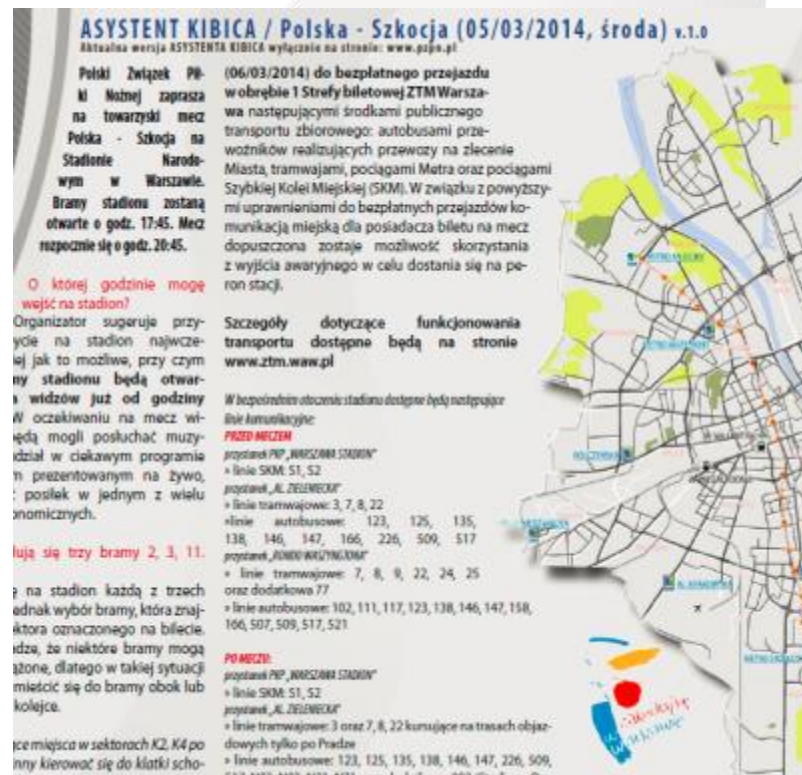 ASYSTENT KIBICA / Polska - Szkocja (05/03/2014, środa) v.1.0
Aktualna wersja ASYSTENTA KIBICA wyłącznie na stronie: www.pzpn.pl
Polski Związek Pił-
ki Nożnej zaprasza
na towarzyski mecz
Polska - Szkocja na
Stadionie Narodo-
wym w Warszawie.
Bramy stadionu zostaną
otwarte o godz. 17:45. Mecz
rozpocznie się o godz. 20:45.
O której godzinie mogę
wejść na stadion?
Organizator sugeruje przy-
ycie na stadion najwcze-
ej jak to możliwe, przy czym
my stadionu będą otwar-
widzów już od godziny
W oczekiwaniu na mecz wi-
ędą mogli posłuchać muzy-
dział w ciekawym programie
m prezentowanym na żywo,
posiłek w jednym z wielu
onomicznych.
ują się trzy bramy 2, 3, 11.
ę na stadion każdą z trzech
ednak wybór bramy, która znaj-
ektora oznaczonego na bilecie.
dze, że niektóre bramy mogą
ążone, dlatego w takiej sytuacji
mieścić się do bramy obok lub
kolejce.
ące miejsca w sektorach K2, K4 po
inny kierować się do klatki scho-
(06/03/2014) do bezpłatnego przejazdu
w obrębie 1 Strefy biletowej ZTM Warsza-
wa następującymi środkami publicznego
transportu zbiorowego: autobusami prze-
woźników realizujących przewozy na zlecenie
Miasta, tramwajami, pociągami Metra oraz pociągami
Szybkiej Kolei Miejskiej (SKM). W związku z powyższy-
mi uprawnieniami do bezpłatnych przejazdów ko-
munikacją miejską dla posiadacza biletu na mecz
dopuszczona zostaje możliwość skorzystania
z wyjścia awaryjnego w celu dostania się na pe-
ron stacji.
Szczegóły dotyczące funkcjonowania
transportu dostępne będą na stronie
www.ztm.waw.pl
W bezpośrednim otoczeniu stadionu dostępne będą następujące
linie komunikacyjne:
PRZED MECZEM
przystanek PKP „WARSZAWA STADION"
» linie SKM: S1, S2
przystanek „AL. ZIELENIECKA"
» linie tramwajowe: 3, 7, 8, 22
»linie autobusowe: 123, 125, 135,
138, 146, 147, 166, 226, 509, 517
przystanek „RONDO WASZYNGTONA"
» linie tramwajowe: 7, 8, 9, 22, 24, 25
oraz dodatkowa 77
» linie autobusowe: 102, 111, 117, 123, 138, 146, 147, 158,
166, 507, 509, 517, 521
PO MECZU:
przystanek PKP „WARSZAWA STADION"
» linie SKM: S1, S2
przystanek „AL. ZIELENIECKA"
» linie tramwajowe: 3 oraz 7, 8, 22 kursujące na trasach objaz-
dowych tylko po Pradze
» linie autobusowe: 123, 125, 135, 138, 146, 147, 226, 509,
METRO MŁOCINY